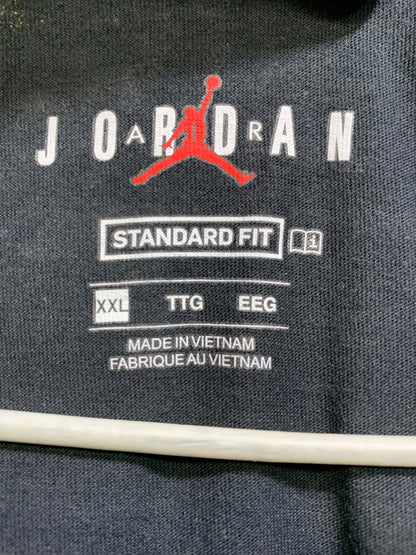 JORDAN
AIR
STANDARD FIT
XXL TTG EEG
MADE IN VIETNAM
FABRIQUE AU VIETNAM